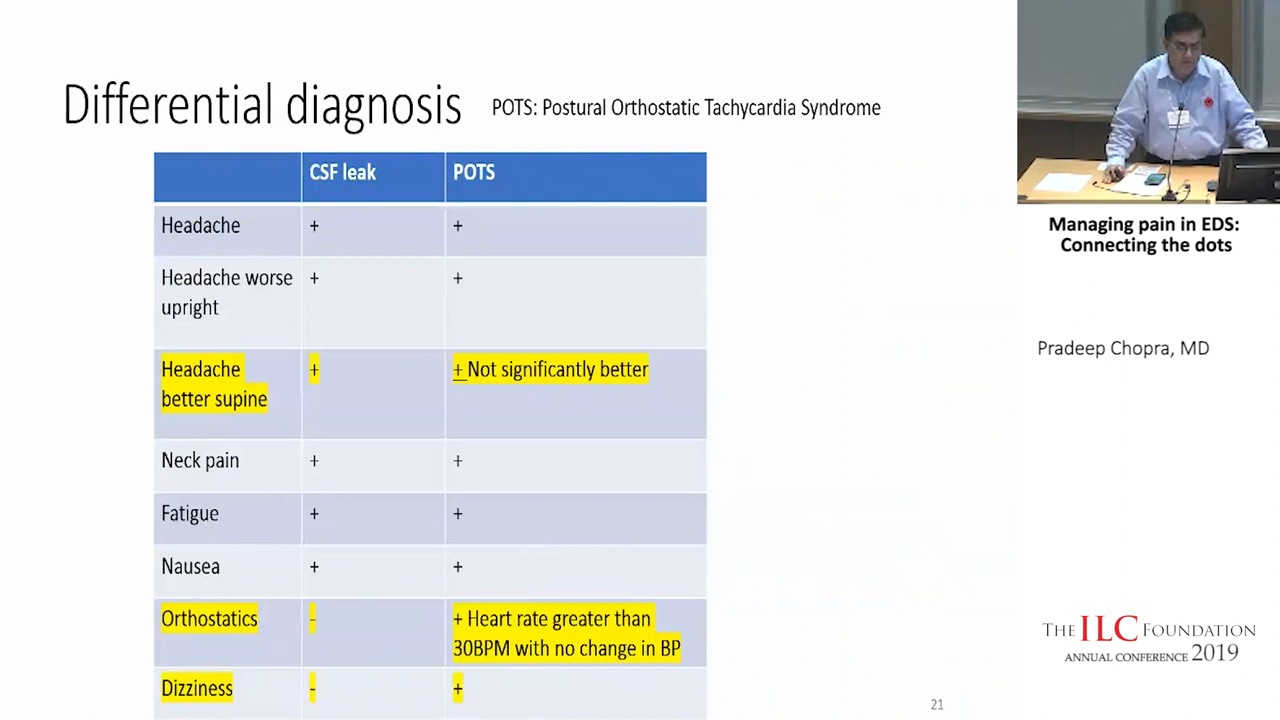 Differential diagnosis
POTS: Postural Orthostatic Tachycardia Syndrome
CSF leak POTS
Headache + +
Headache worse + +
upright
Headache + + Not significantly better
better supine
Neck pain + +
Fatigue + +
Nausea + +
Orthostatics - + Heart rate greater than
30BPM with no change in BP
Dizziness - +
21
Managing pain in EDS:
Connecting the dots
Pradeep Chopra, MD
THE ILC FOUNDATION
ANNUAL CONFERENCE 2019